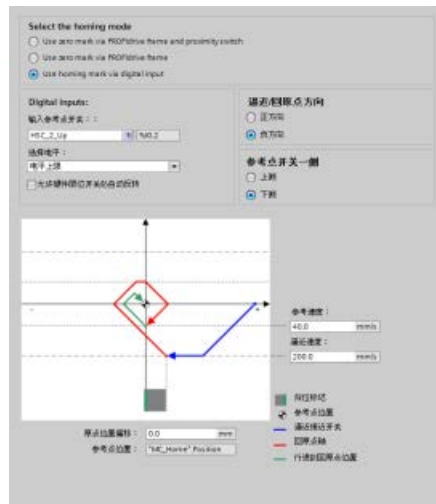 Select the homing mode
Use zero mark via PROFIdrive frame and proximity switch
Use zero mark via PROFIdrive frame
Use homing mark via digital input
Digital inputs:
输入参考点开关：：
HSC_2_Up
%I0.2
选择电平：
电平上限
允许硬件限位开关处自动反转
逼近/回原点方向
正方向
负方向
参考点开关一侧
上侧
下侧
参考速度：
40.0 mm/s
逼近速度：
200.0 mm/s
原点位置偏移： 0.0 mm
参考点位置： "MC_Home".Position
归位标记
参考点位置
逼近接近开关
回原点轴
行进到回原点位置